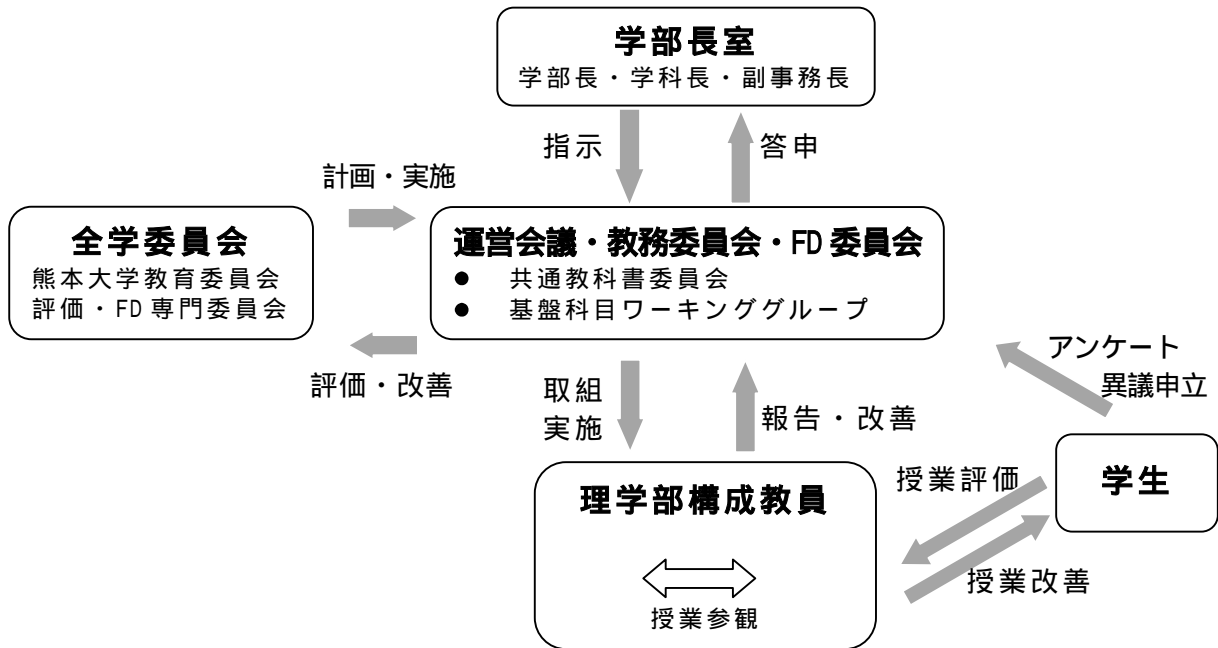 学部長室
学部長・学科長・副事務長
指示
答申
計画・実施
全学委員会
熊本大学教育委員会
評価・FD専門委員会
運営会議・教務委員会・FD委員会
● 共通教科書委員会
● 基盤科目ワーキンググループ
評価・改善
取組
実施
報告・改善
アンケート
異議申立
理学部構成教員
授業参観
授業評価
学生
授業改善